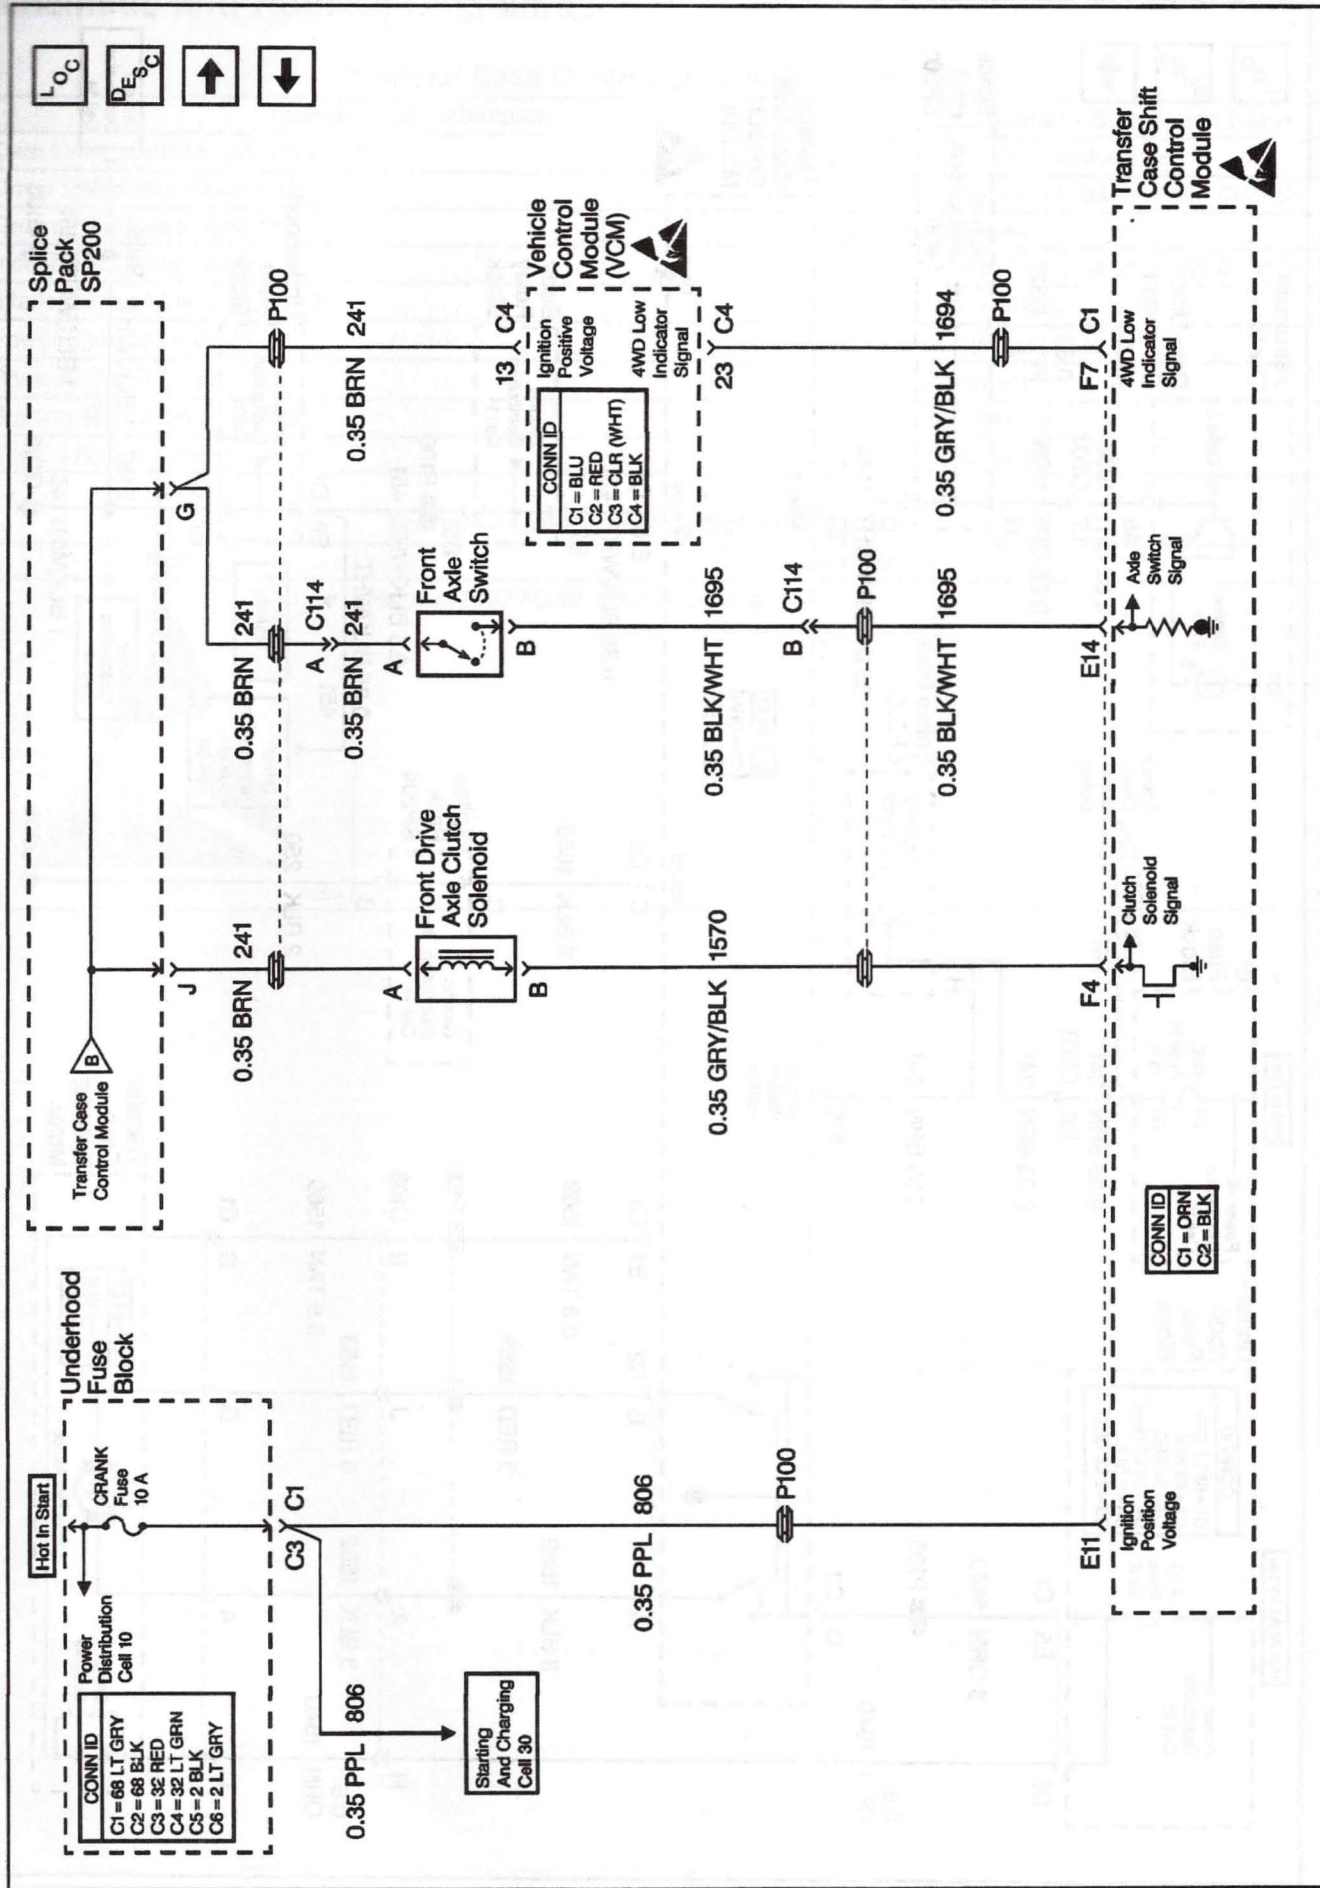 LOC
DESC
Hot In Start
Underhood
Fuse
Block
CONN ID
C1 = 68 LT GRY
C2 = 68 BLK
C3 = 32 RED
C4 = 32 LT GRN
C5 = 2 BLK
C6 = 2 LT GRY
Power
Distribution
Cell 10
CRANK
Fuse
10 A
C3
C1
0.35 PPL 806
Starting
And Charging
Cell 30
0.35 PPL 806
P100
E11
Splice
Pack
SP200
Transfer Case
Control Module
B
J
G
0.35 BRN 241
0.35 BRN 241
P100
A C114
0.35 BRN 241
0.35 BRN 241
A
Front Drive
Axle Clutch
Solenoid
B
A
Front
Axle
Switch
B
13 C4
Vehicle
Control
Module
(VCM)
Ignition
Positive
Voltage
CONN ID
C1 = BLU
C2 = RED
C3 = CLR (WHT)
C4 = BLK
4WD Low
Indicator
Signal
23 C4
0.35 GRY/BLK 1570
0.35 BLK/WHT 1695
B C114
P100
0.35 BLK/WHT 1695
0.35 GRY/BLK 1694
P100
F4
E14
F7 C1
Transfer
Case Shift
Control
Module
Ignition
Position
Voltage
CONN ID
C1 = ORN
C2 = BLK
Clutch
Solenoid
Signal
Axle
Switch
Signal
4WD Low
Indicator
Signal